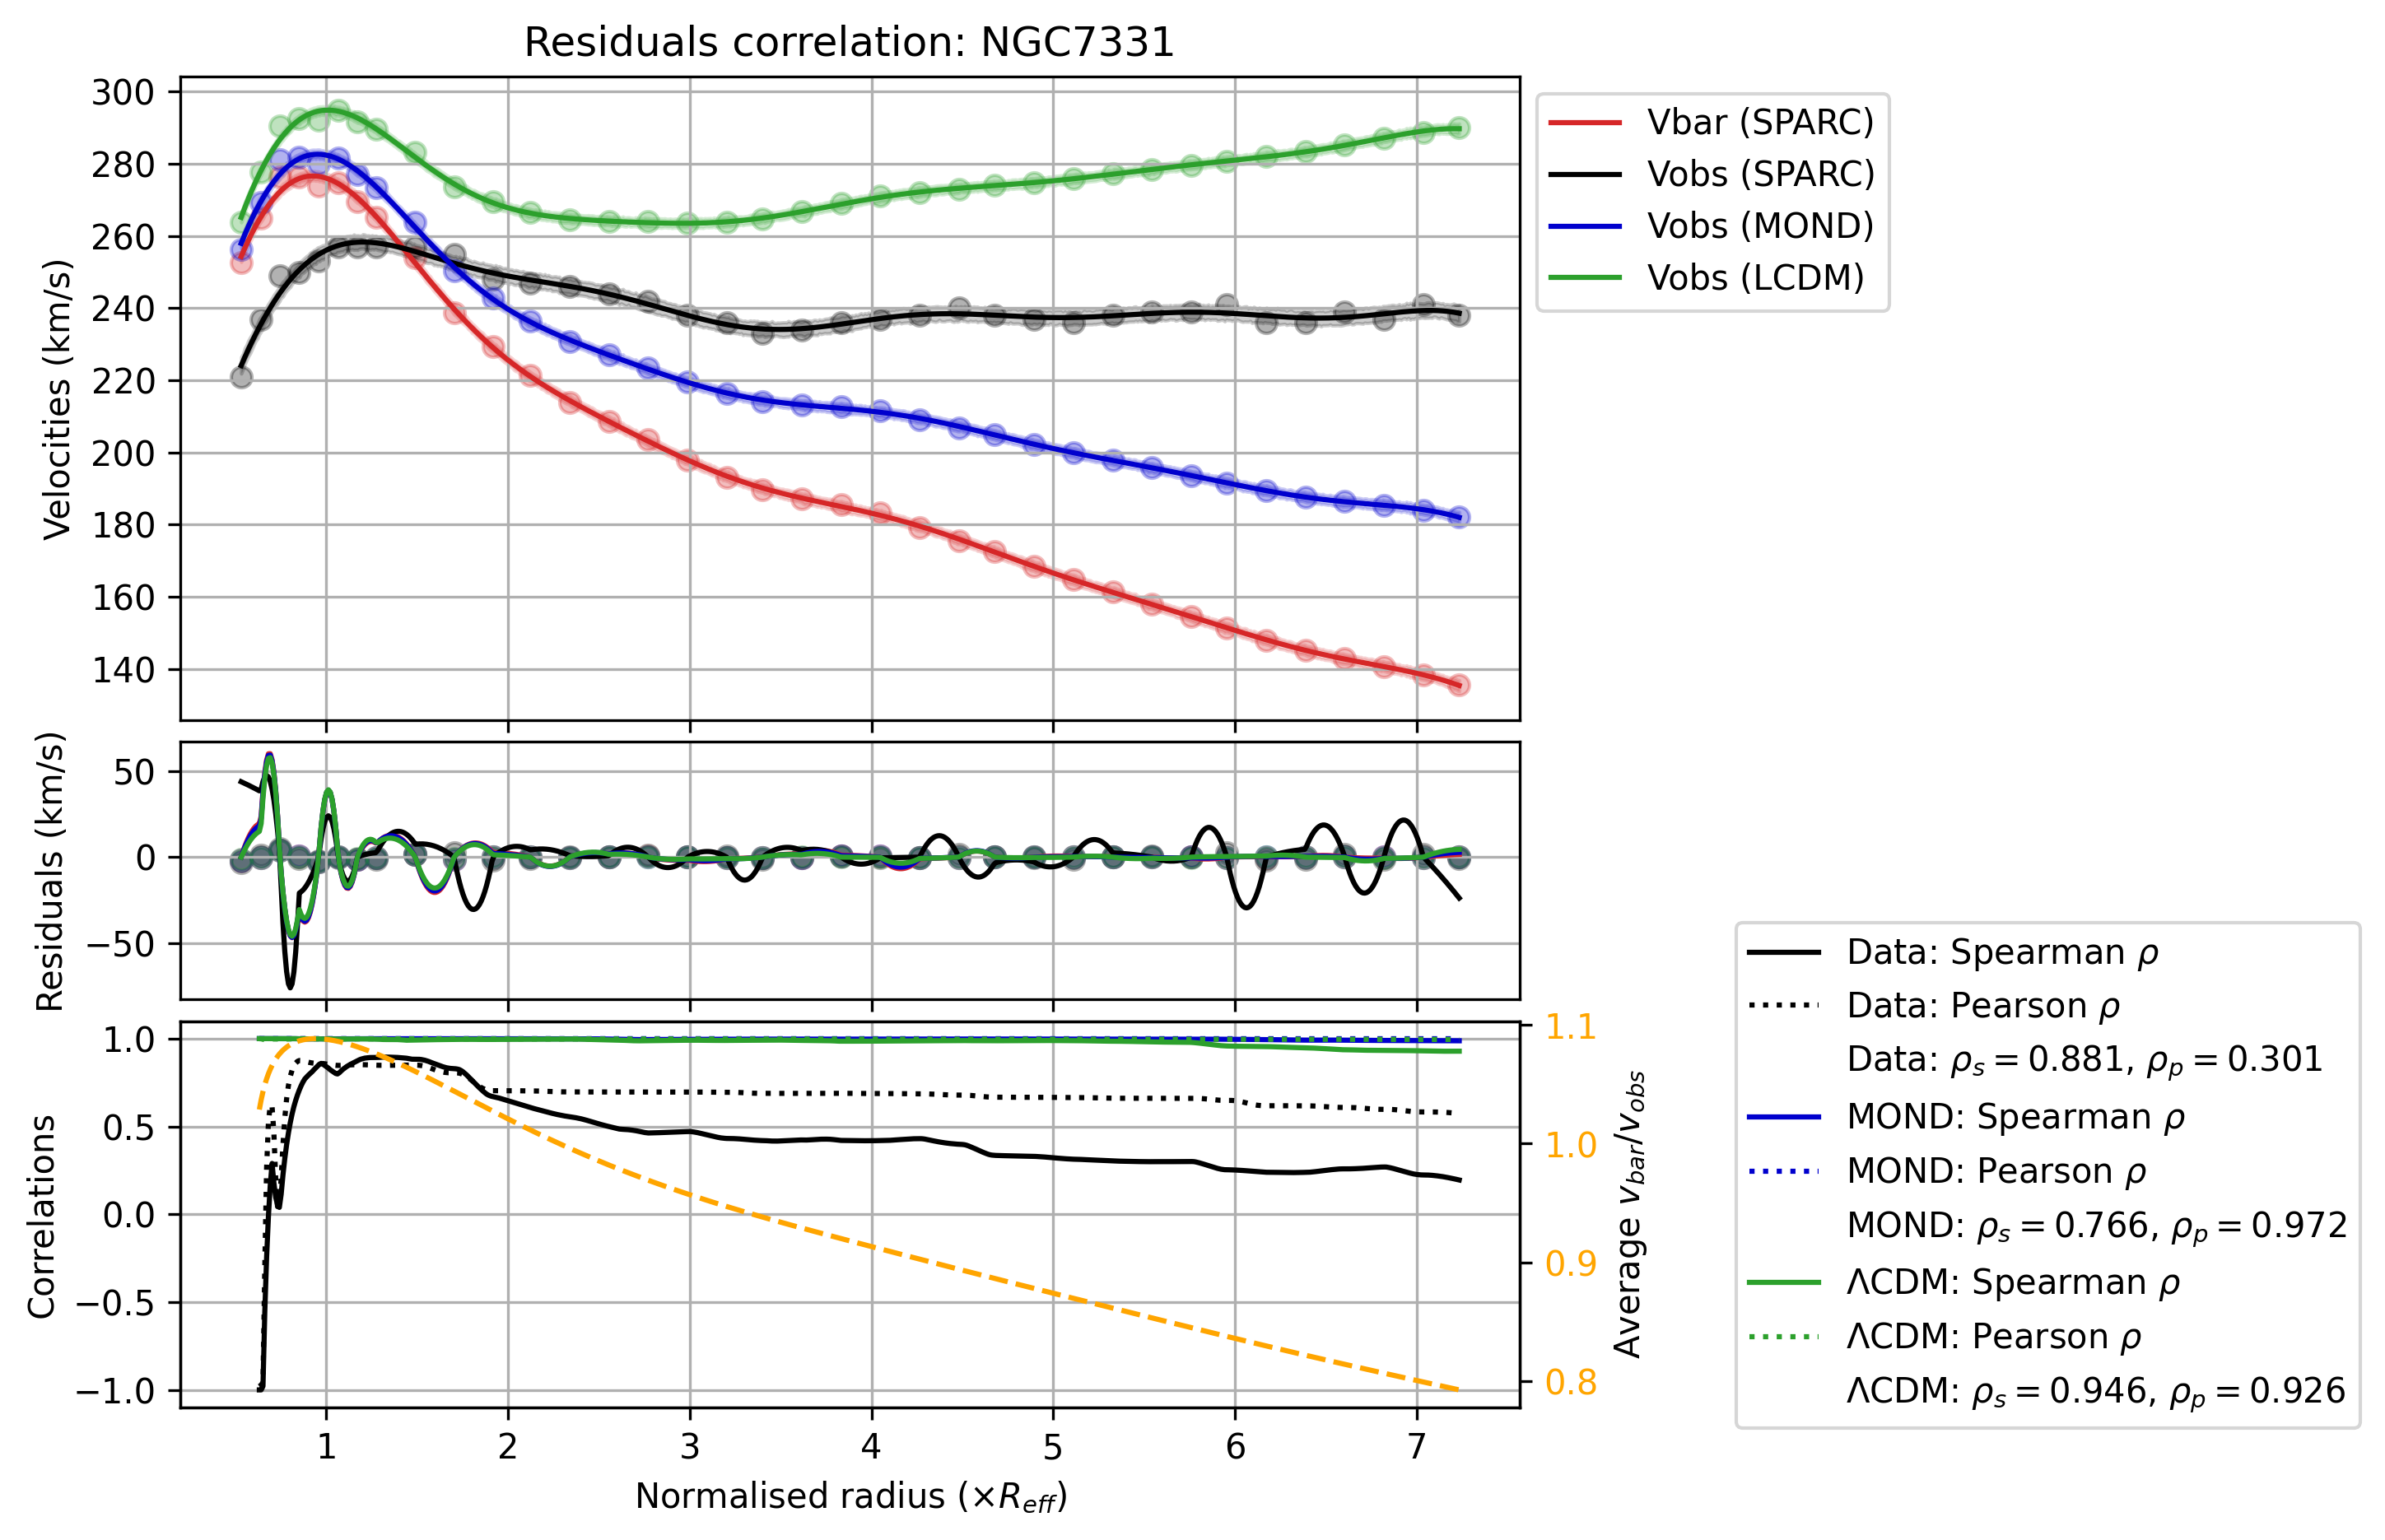 Residuals correlation: NGC7331
300
280
260
240
220
200
180
160
140
Velocities (km/s)
Vbar (SPARC)
Vobs (SPARC)
Vobs (MOND)
Vobs (LCDM)
50
0
−50
Residuals (km/s)
1.0
0.5
0.0
−0.5
−1.0
Correlations
1.1
1.0
0.9
0.8
Average v_bar/v_obs
1 2 3 4 5 6 7
Normalised radius (×R_eff)
Data: Spearman ρ
Data: Pearson ρ
Data: ρ_s = 0.881, ρ_p = 0.301
MOND: Spearman ρ
MOND: Pearson ρ
MOND: ρ_s = 0.766, ρ_p = 0.972
ΛCDM: Spearman ρ
ΛCDM: Pearson ρ
ΛCDM: ρ_s = 0.946, ρ_p = 0.926